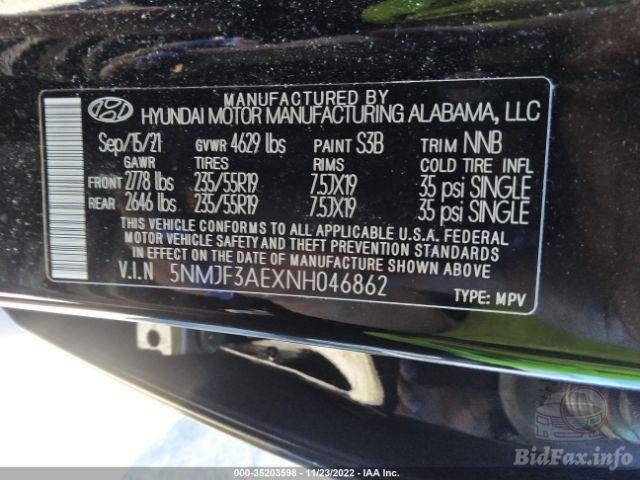 MANUFACTURED BY
HYUNDAI MOTOR MANUFACTURING ALABAMA, LLC
Sep/15/21 GVWR 4629 lbs PAINT S3B TRIM NNB
GAWR TIRES RIMS COLD TIRE INFL
FRONT 2778 lbs 235/55R19 7.5JX19 35 psi SINGLE
REAR 2646 lbs 235/55R19 7.5JX19 35 psi SINGLE
THIS VEHICLE CONFORMS TO ALL APPLICABLE U.S.A. FEDERAL
MOTOR VEHICLE SAFETY AND THEFT PREVENTION STANDARDS
IN EFFECT ON THE DATE OF MANUFACTURE SHOWN ABOVE
V.I.N 5NMJF3AEXNH046862
TYPE: MPV
BidFax.info
000-35203598 - 11/23/2022 - IAA Inc.